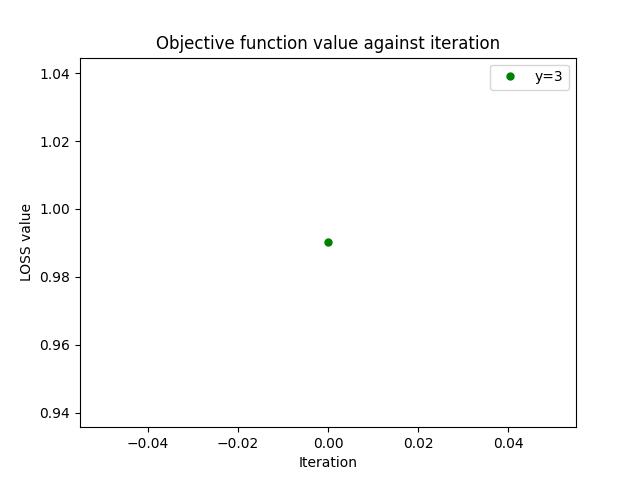 Objective function value against iteration
y=3
LOSS value
1.04
1.02
1.00
0.98
0.96
0.94
−0.04
−0.02
0.00
0.02
0.04
Iteration